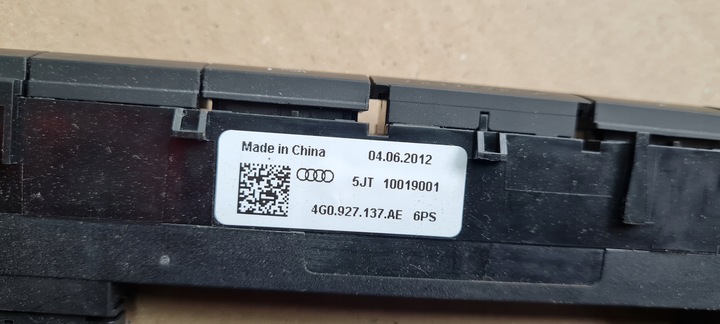 Made in China 04.06.2012
5JT 10019001
4G0.927.137.AE 6PS